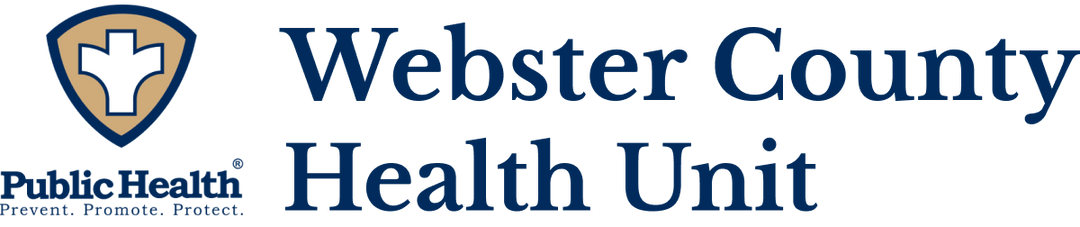 Public Health®
Prevent. Promote. Protect.
Webster County
Health Unit